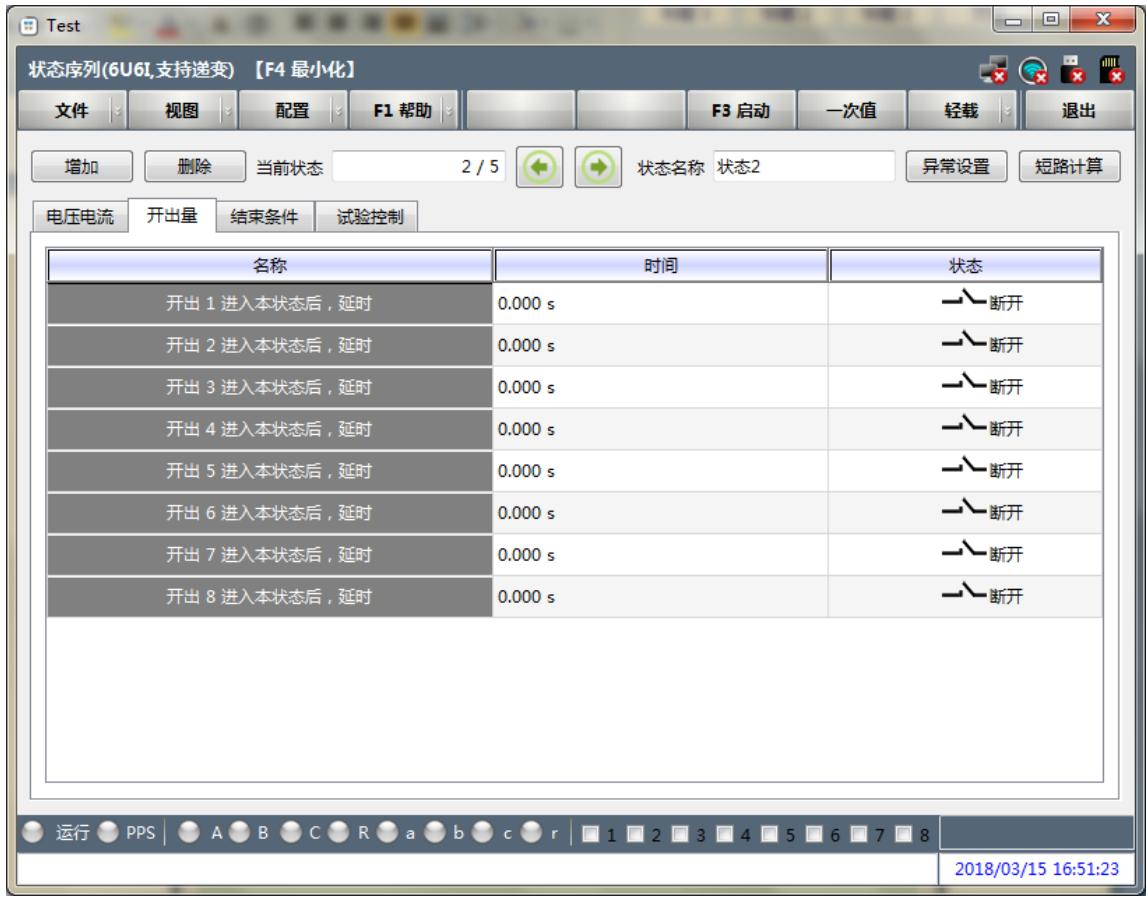 Test
状态序列(6U6I,支持递变) 【F4 最小化】
文件 视图 配置 F1 帮助 F3 启动 一次值 轻载 退出
增加 删除 当前状态 2 / 5 状态名称 状态2 异常设置 短路计算
电压电流 开出量 结束条件 试验控制
名称 时间 状态
开出 1 进入本状态后，延时 0.000 s 断开
开出 2 进入本状态后，延时 0.000 s 断开
开出 3 进入本状态后，延时 0.000 s 断开
开出 4 进入本状态后，延时 0.000 s 断开
开出 5 进入本状态后，延时 0.000 s 断开
开出 6 进入本状态后，延时 0.000 s 断开
开出 7 进入本状态后，延时 0.000 s 断开
开出 8 进入本状态后，延时 0.000 s 断开
运行 PPS A B C R a b c r 1 2 3 4 5 6 7 8
2018/03/15 16:51:23